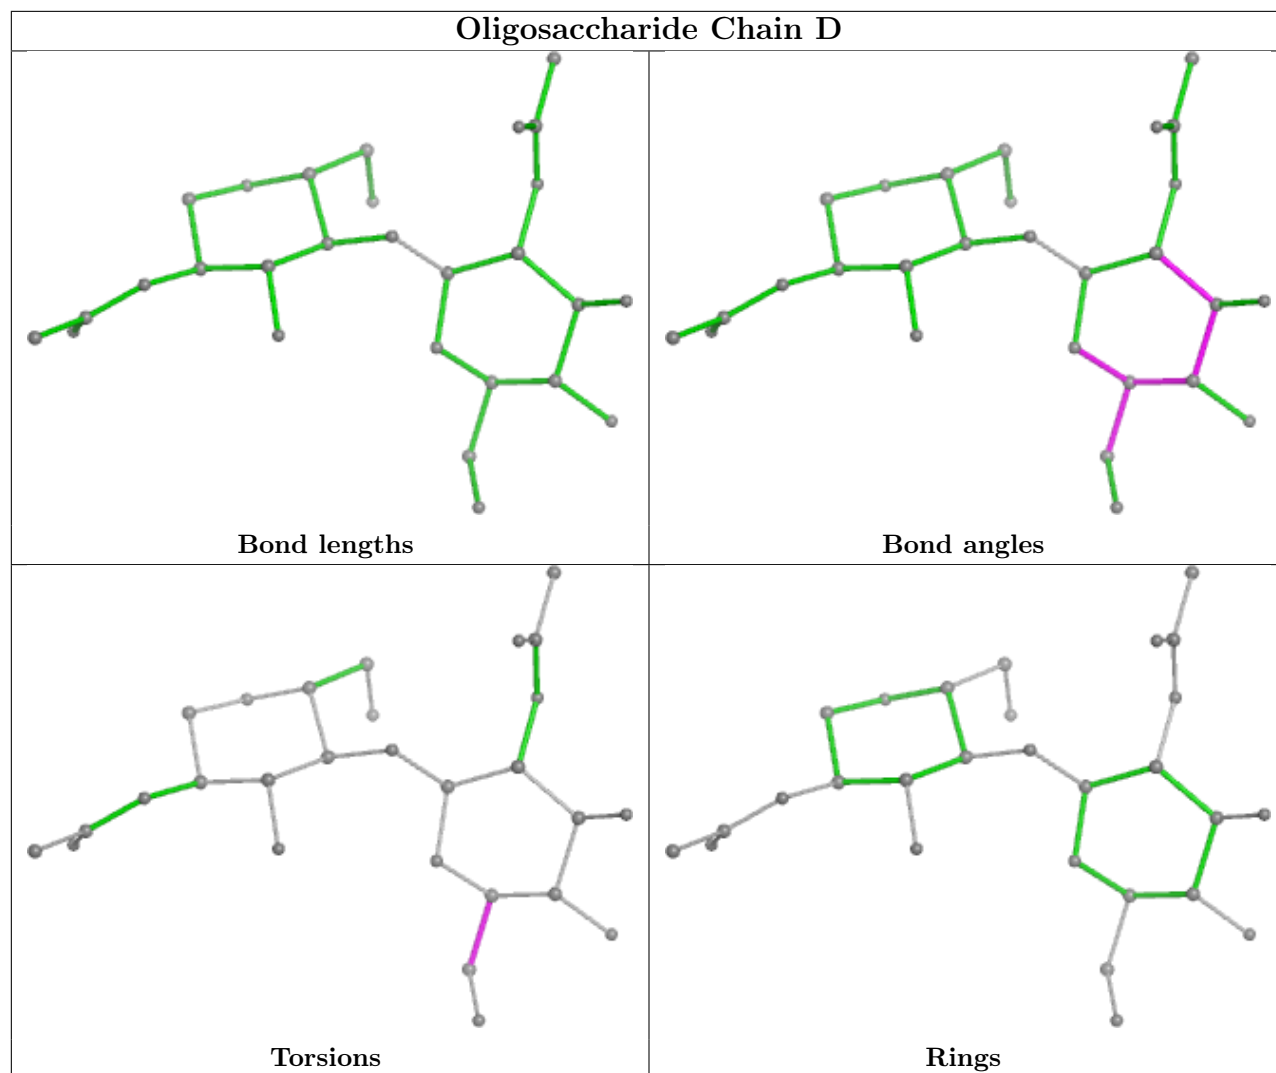 Oligosaccharide Chain D
Bond lengths
Bond angles
Torsions
Rings